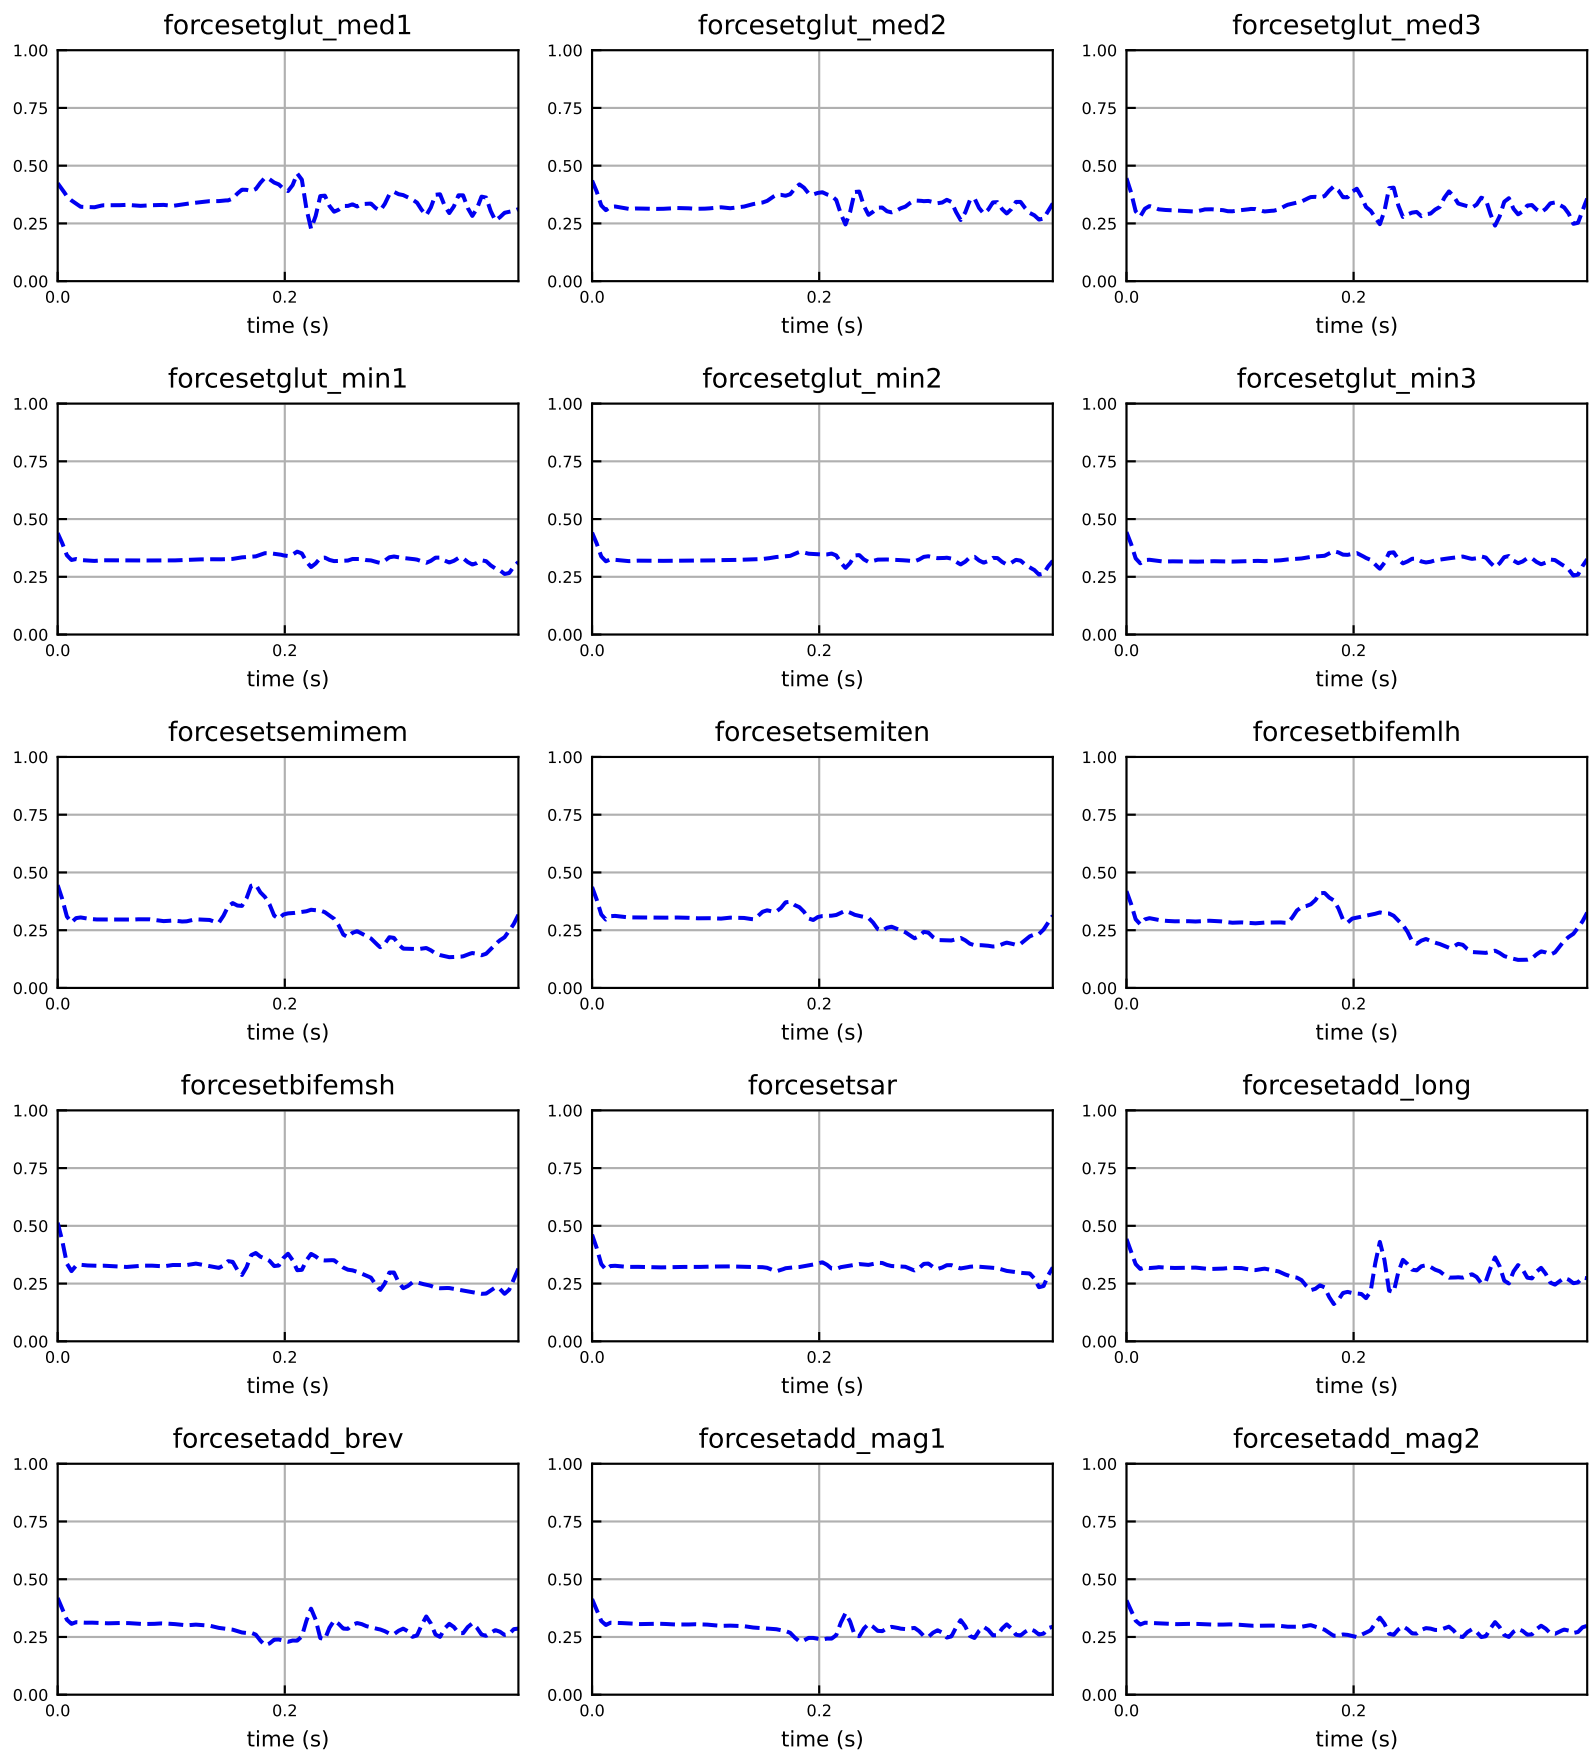 forcesetglut_med1 forcesetglut_med2 forcesetglut_med3
1.00 1.00 1.00
0.75 0.75 0.75
0.50 0.50 0.50
0.25 0.25 0.25
0.00 0.00 0.00
0.0 0.2 0.0 0.2 0.0 0.2
time (s) time (s) time (s)
forcesetglut_min1 forcesetglut_min2 forcesetglut_min3
1.00 1.00 1.00
0.75 0.75 0.75
0.50 0.50 0.50
0.25 0.25 0.25
0.00 0.00 0.00
0.0 0.2 0.0 0.2 0.0 0.2
time (s) time (s) time (s)
forcesetsemimem forcesetsemiten forcesetbifemlh
1.00 1.00 1.00
0.75 0.75 0.75
0.50 0.50 0.50
0.25 0.25 0.25
0.00 0.00 0.00
0.0 0.2 0.0 0.2 0.0 0.2
time (s) time (s) time (s)
forcesetbifemsh forcesetsar forcesetadd_long
1.00 1.00 1.00
0.75 0.75 0.75
0.50 0.50 0.50
0.25 0.25 0.25
0.00 0.00 0.00
0.0 0.2 0.0 0.2 0.0 0.2
time (s) time (s) time (s)
forcesetadd_brev forcesetadd_mag1 forcesetadd_mag2
1.00 1.00 1.00
0.75 0.75 0.75
0.50 0.50 0.50
0.25 0.25 0.25
0.00 0.00 0.00
0.0 0.2 0.0 0.2 0.0 0.2
time (s) time (s) time (s)